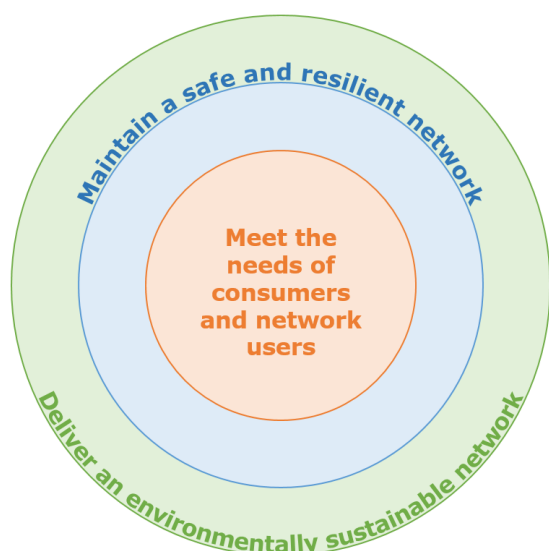 Maintain a safe and resilient network
Meet the
needs of
consumers
and network
users
Deliver an environmentally sustainable network